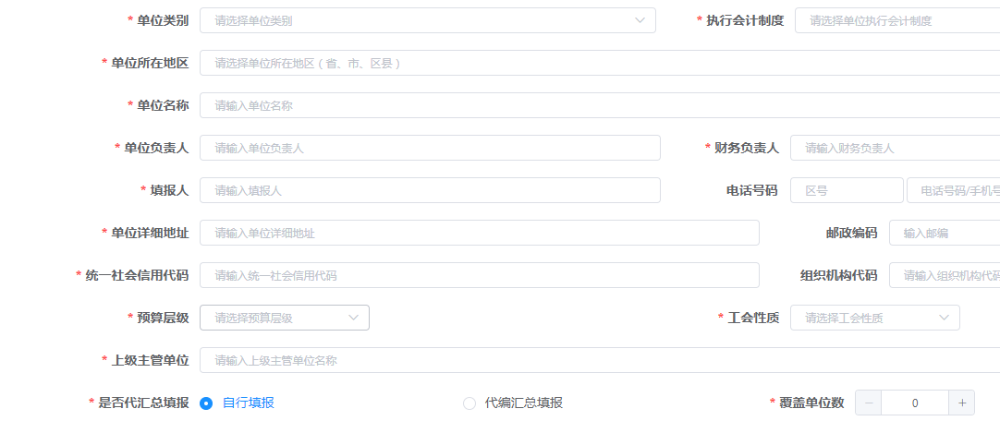 * 单位类别 请选择单位类别 * 执行会计制度 请选择单位执行会计制度
* 单位所在地区 请选择单位所在地区（省、市、区县）
* 单位名称 请输入单位名称
* 单位负责人 请输入单位负责人 * 财务负责人 请输入财务负责人
* 填报人 请输入填报人 电话号码 区号 电话号码/手机号
* 单位详细地址 请输入单位详细地址 邮政编码 输入邮编
* 统一社会信用代码 请输入统一社会信用代码 组织机构代码 请输入组织机构代码
* 预算层级 请选择预算层级 * 工会性质 请选择工会性质
* 上级主管单位 请输入上级主管单位名称
* 是否代汇总填报 自行填报 代编汇总填报 * 覆盖单位数 − 0 +